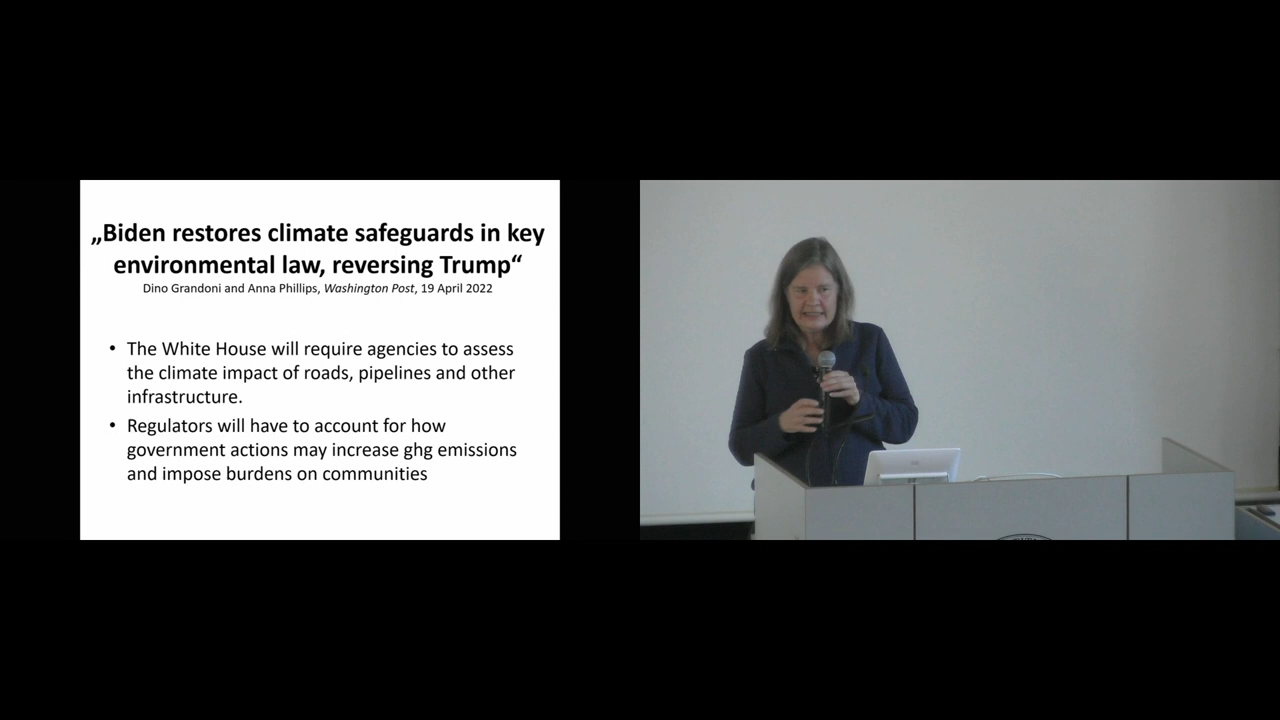 „Biden restores climate safeguards in key
environmental law, reversing Trump“
Dino Grandoni and Anna Phillips, Washington Post, 19 April 2022
• The White House will require agencies to assess
the climate impact of roads, pipelines and other
infrastructure.
• Regulators will have to account for how
government actions may increase ghg emissions
and impose burdens on communities